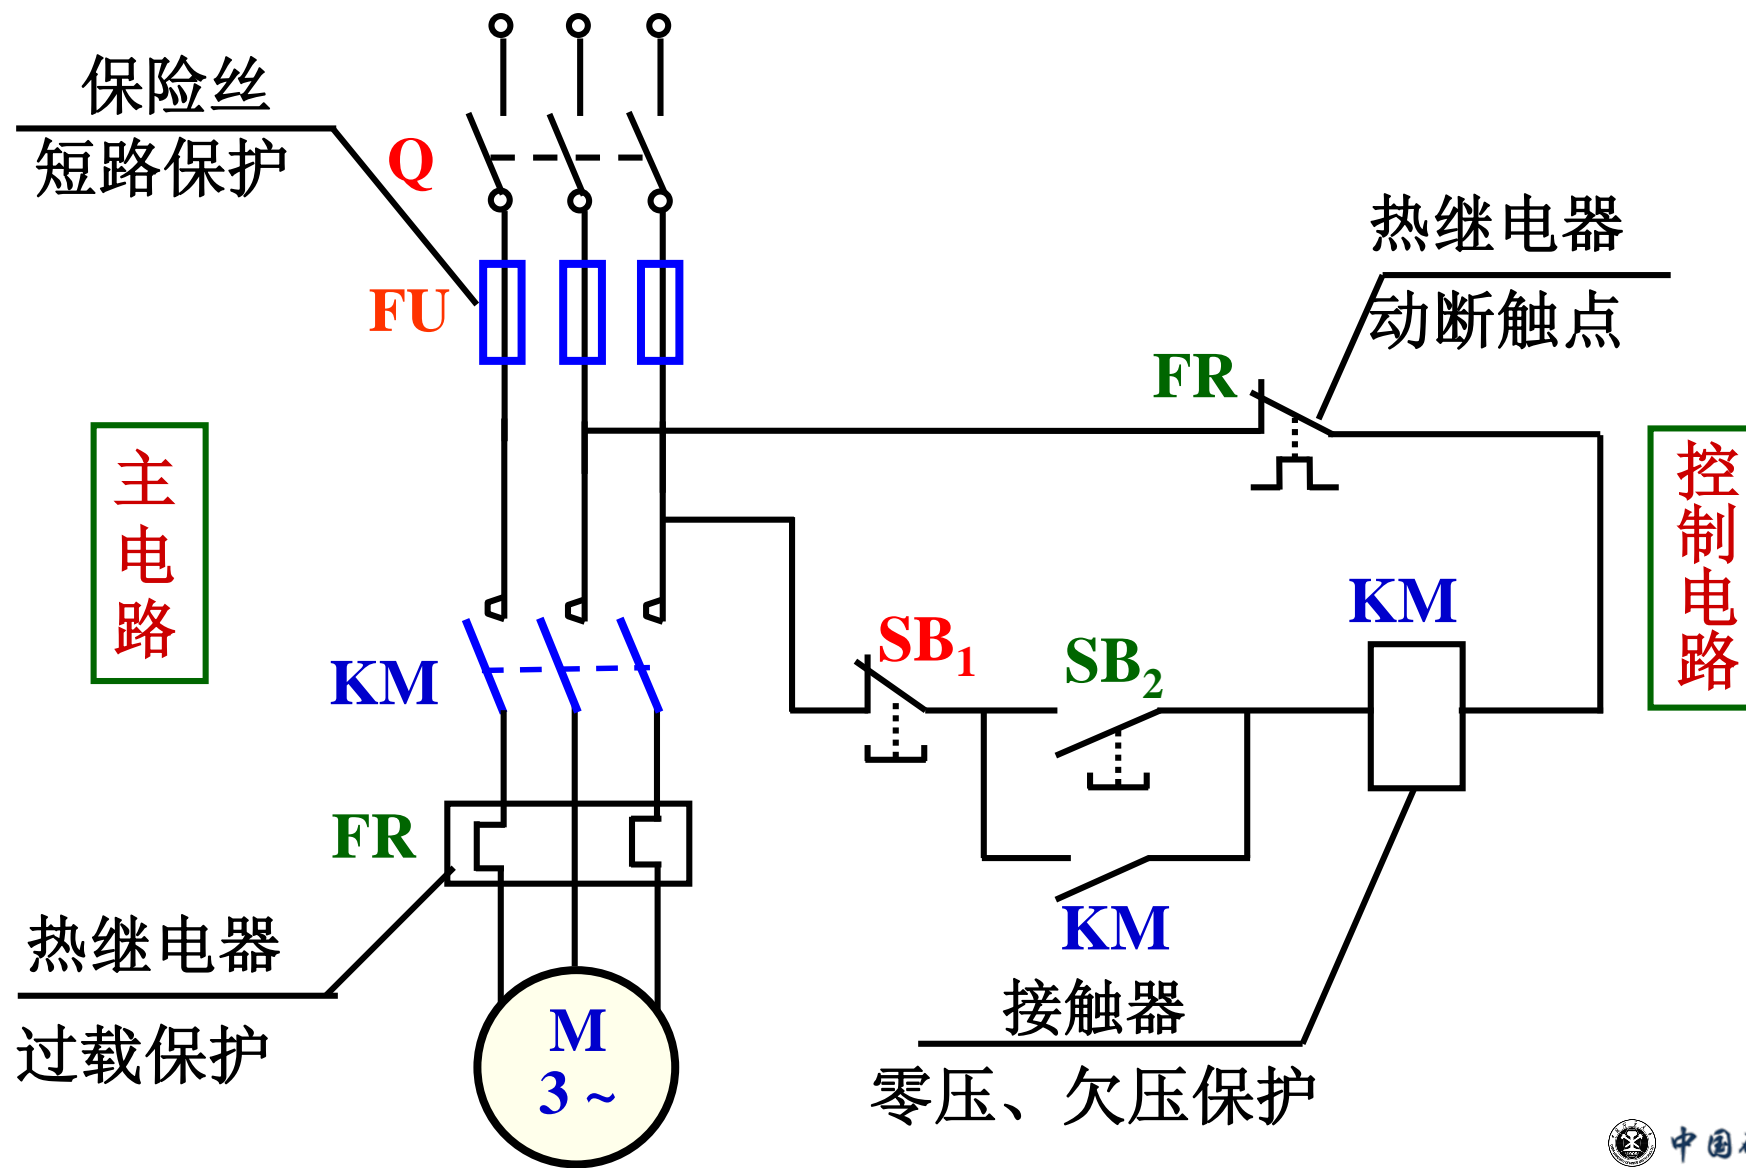 保险丝
短路保护
Q
FU
热继电器
动断触点
FR
主电路
控制电路
KM
SB1
SB2
KM
FR
KM
热继电器
过载保护
M
3 ~
接触器
零压、欠压保护
中国